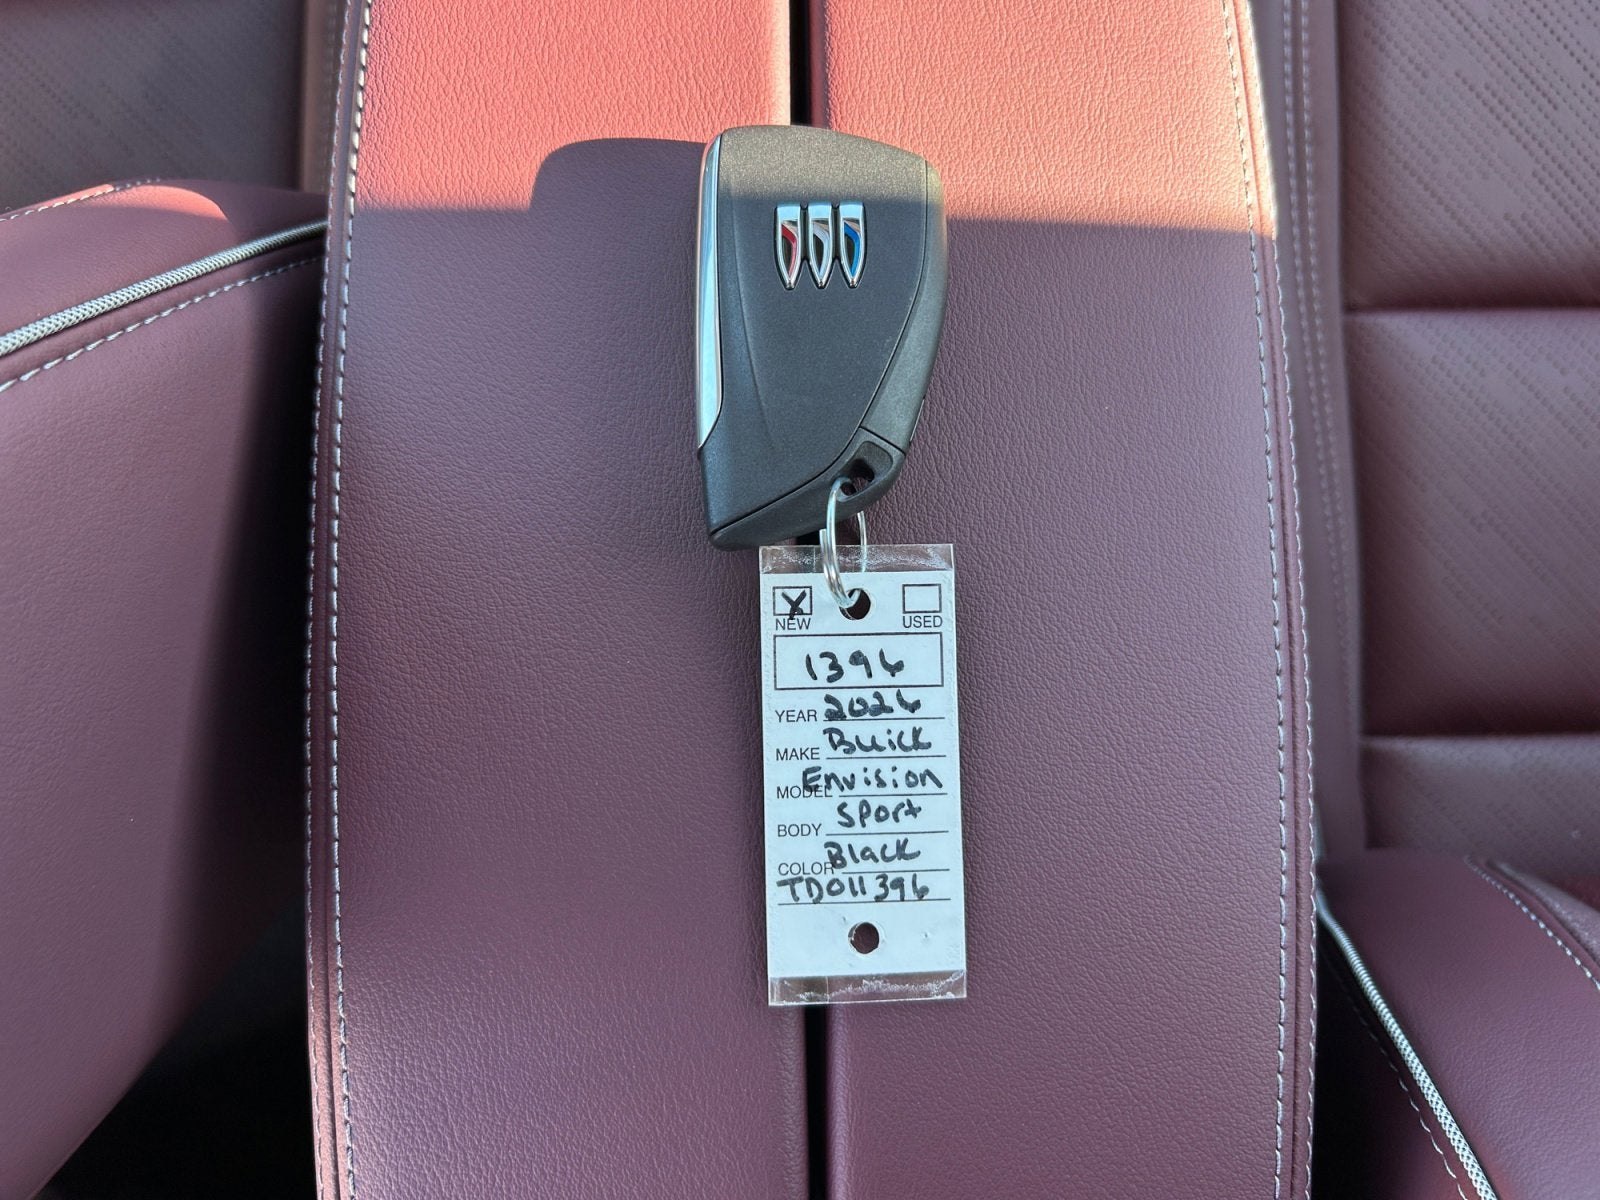 X
NEW USED
1396
YEAR 2026
MAKE Buick
MODEL Envision
BODY Sport
COLOR Black
TD011396